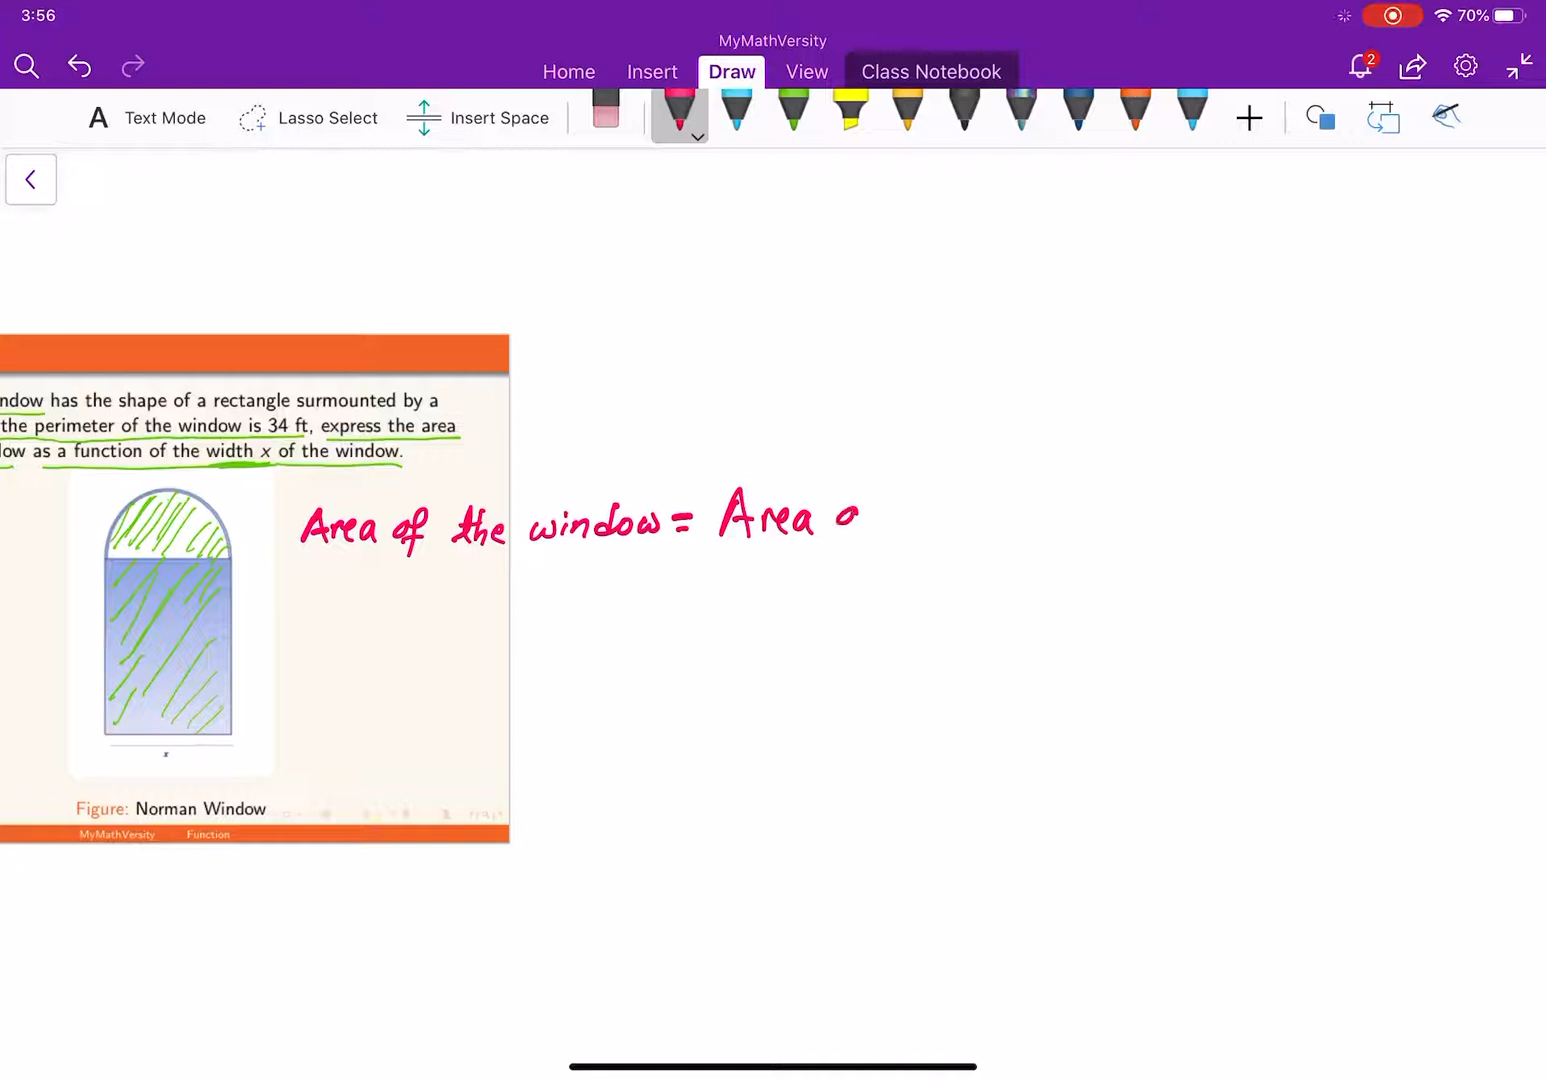 3:56
70%
MyMathVersity
Home Insert Draw View Class Notebook
2
A Text Mode Lasso Select Insert Space
ndow has the shape of a rectangle surmounted by a
the perimeter of the window is 34 ft, express the area
low as a function of the width x of the window.
Area of the window = Area o
x
Figure: Norman Window
MyMathVersity Function